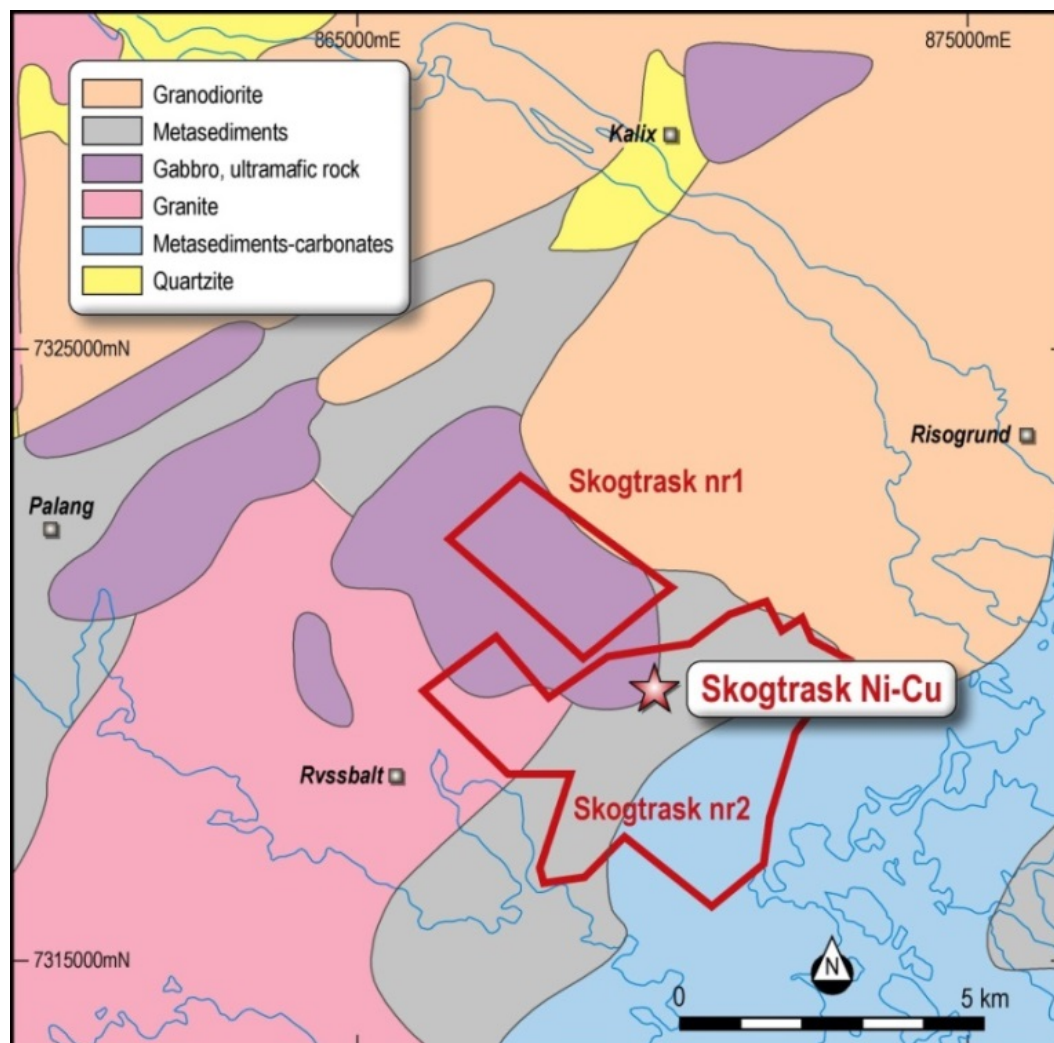 865000mE
875000mE
Granodiorite
Metasediments
Gabbro, ultramafic rock
Granite
Metasediments-carbonates
Quartzite
Kalix
7325000mN
Risogrund
Skogtrask nr1
Palang
Skogtrask Ni-Cu
Rvssbalt
Skogtrask nr2
7315000mN
N
0
5 km